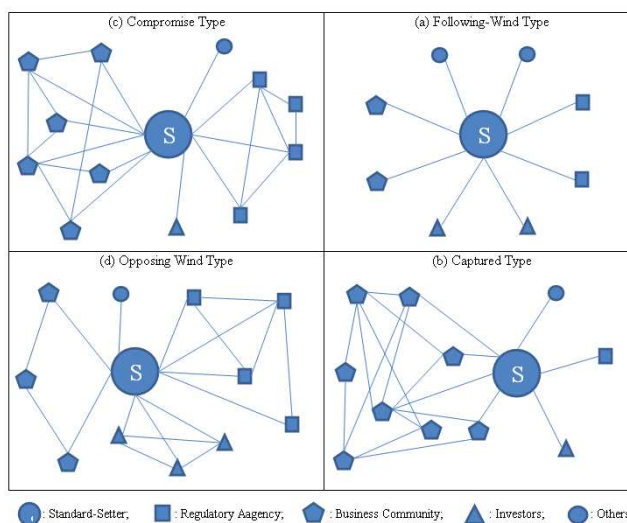 (c) Compromise Type
(a) Following-Wind Type
S
S
(d) Opposing Wind Type
(b) Captured Type
S
S
: Standard-Setter; : Regulatory Aagency; : Business Community; : Investors; : Others